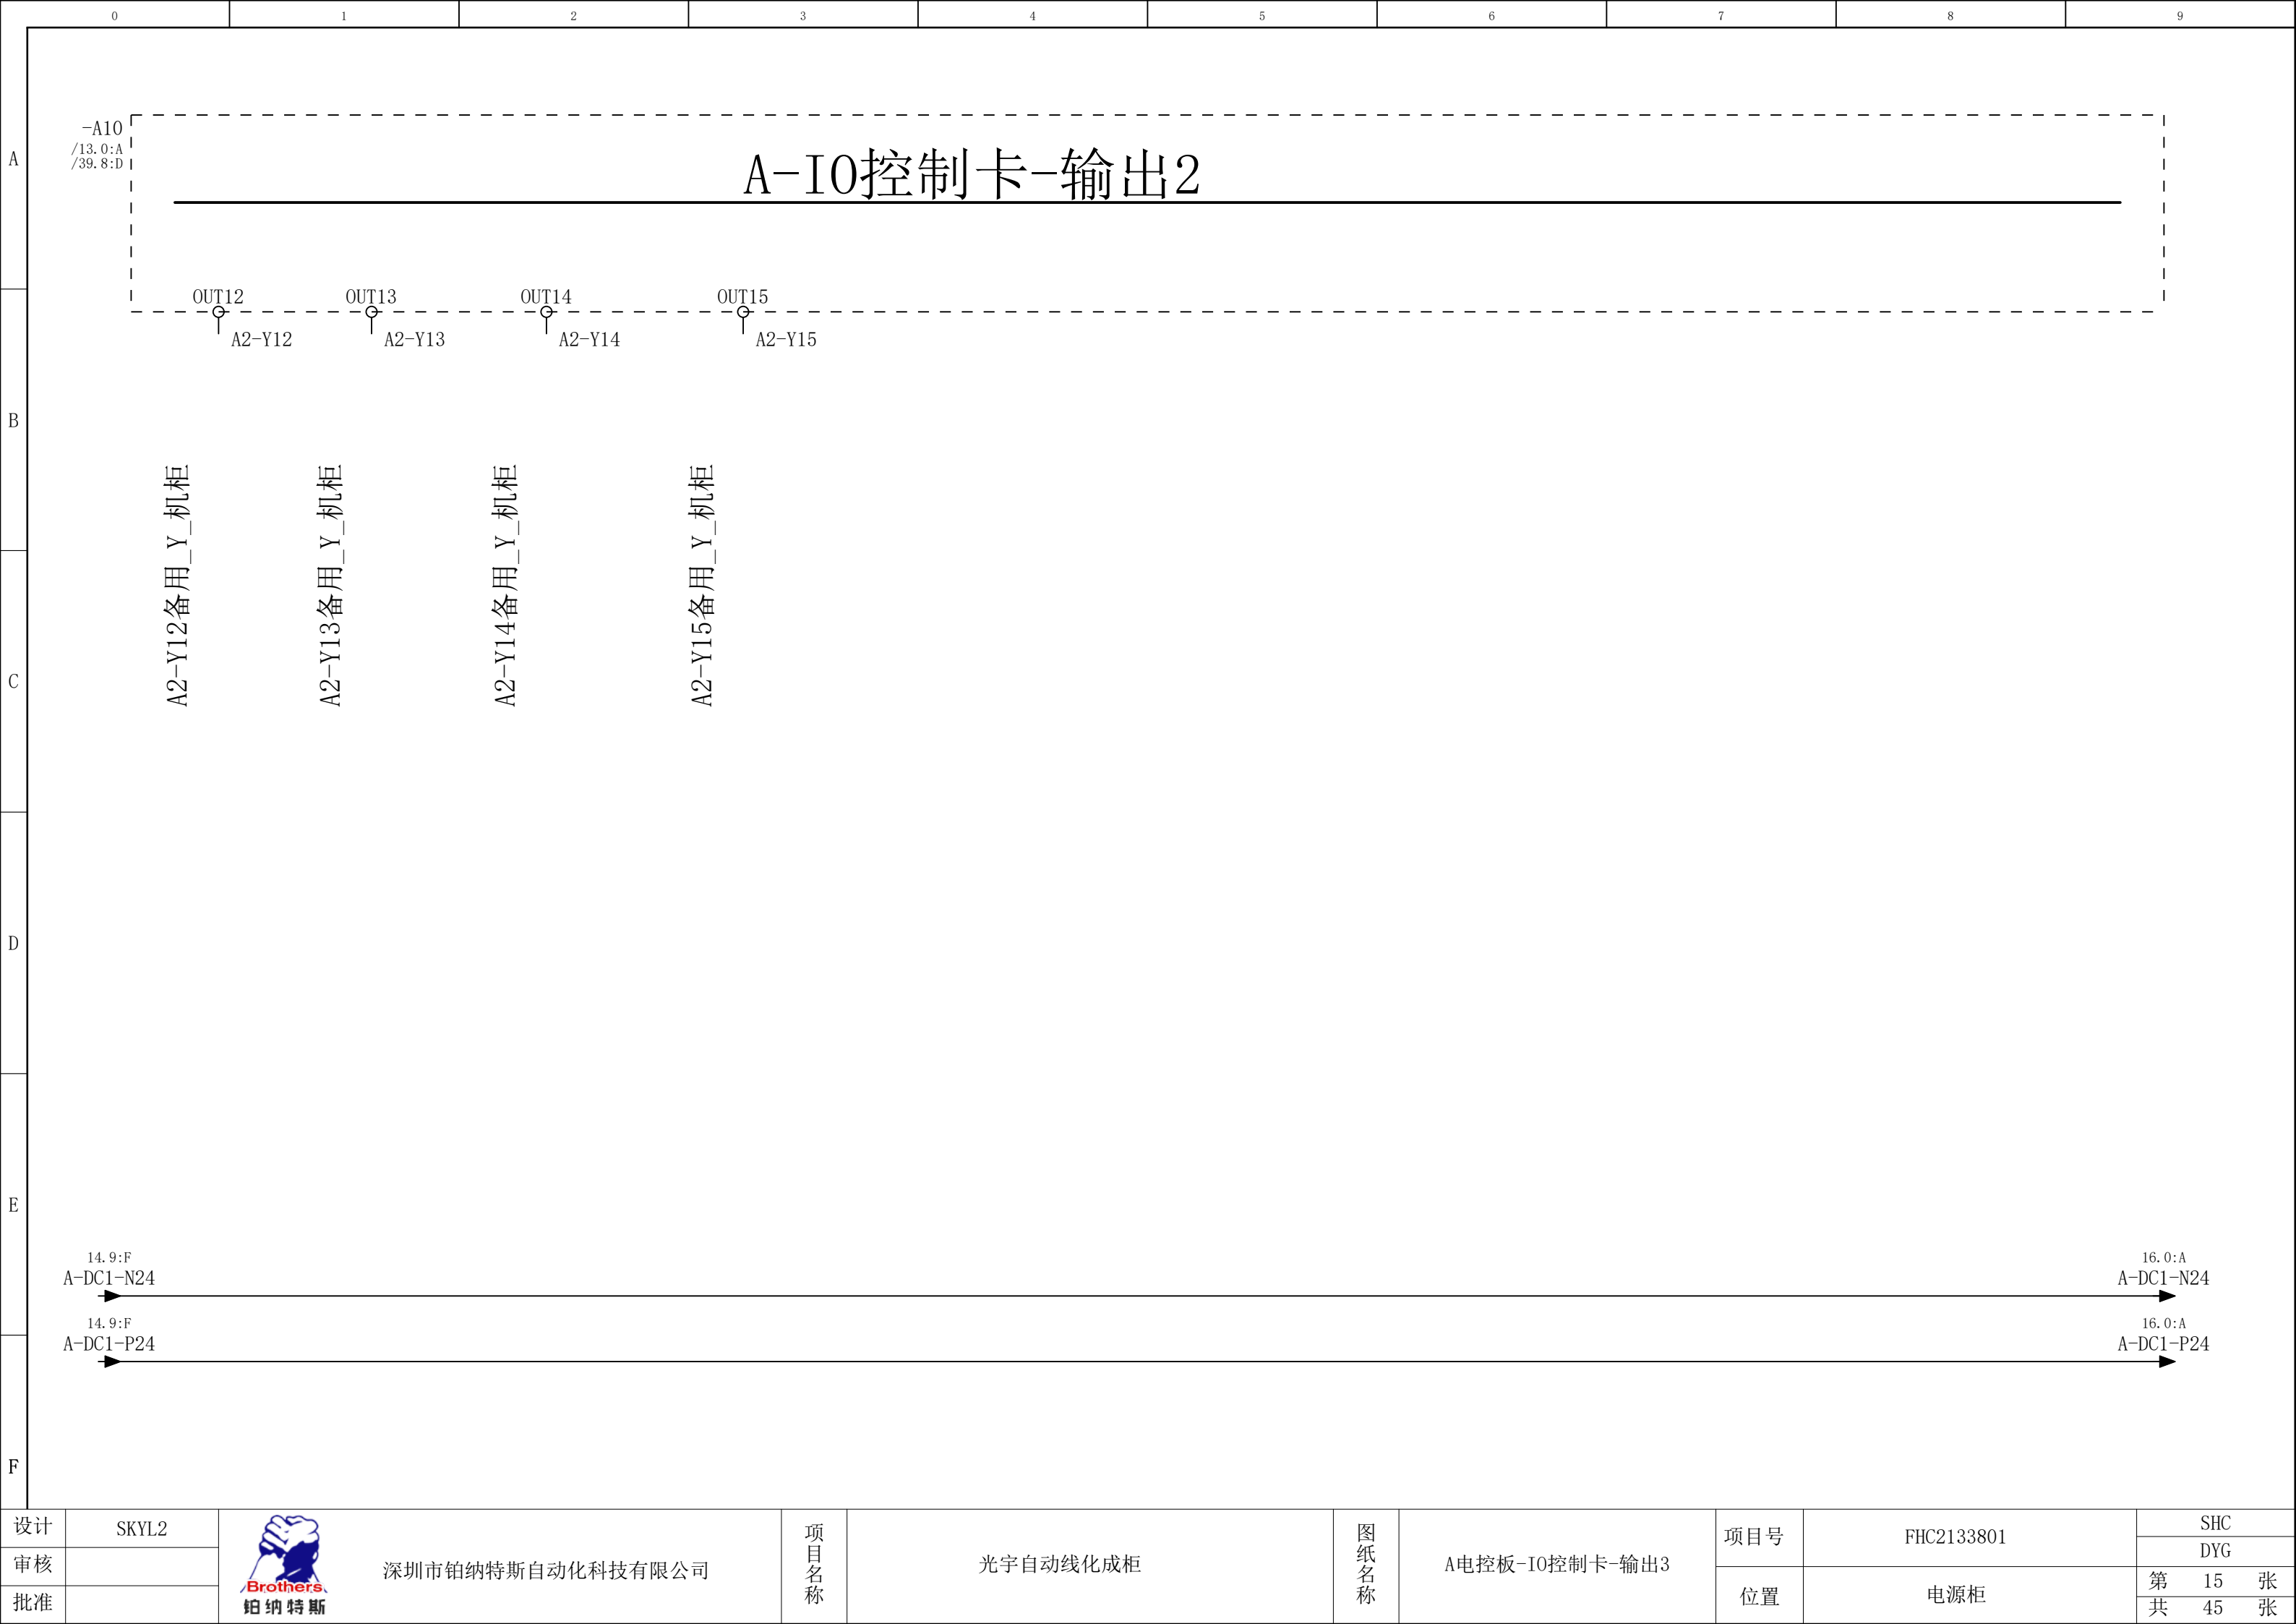 0 1 2 3 4 5 6 7 8 9
A
-A10
/13.0:A
/39.8:D
A-IO控制卡-输出2
OUT12 OUT13 OUT14 OUT15
A2-Y12 A2-Y13 A2-Y14 A2-Y15
B
A2-Y12备用_Y_机柜
A2-Y13备用_Y_机柜
A2-Y14备用_Y_机柜
A2-Y15备用_Y_机柜
C
D
E
14.9:F 16.0:A
A-DC1-N24 A-DC1-N24
14.9:F 16.0:A
A-DC1-P24 A-DC1-P24
F
设计 SKYL2
审核
批准
Brothers
铂纳特斯
深圳市铂纳特斯自动化科技有限公司
项目名称
光宇自动线化成柜
图纸名称
A电控板-IO控制卡-输出3
项目号 FHC2133801
位置 电源柜
SHC
DYG
第 15 张
共 45 张